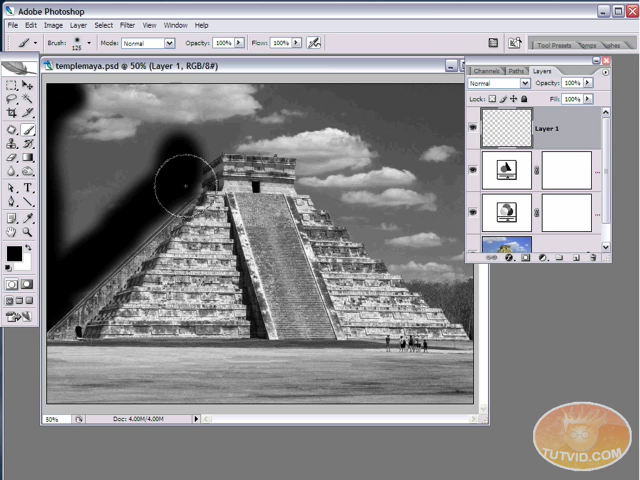 Adobe Photoshop
File Edit Image Layer Select Filter View Window Help
Brush: 125 Mode: Normal Opacity: 100% Flow: 100%
Tool Presets
templemaya.psd @ 50% (Layer 1, RGB/8#)
Channels Paths Layers
Normal Opacity: 100%
Lock: Fill: 100%
Layer 1
50% Doc: 4.00M/4.00M
TUTVID.COM